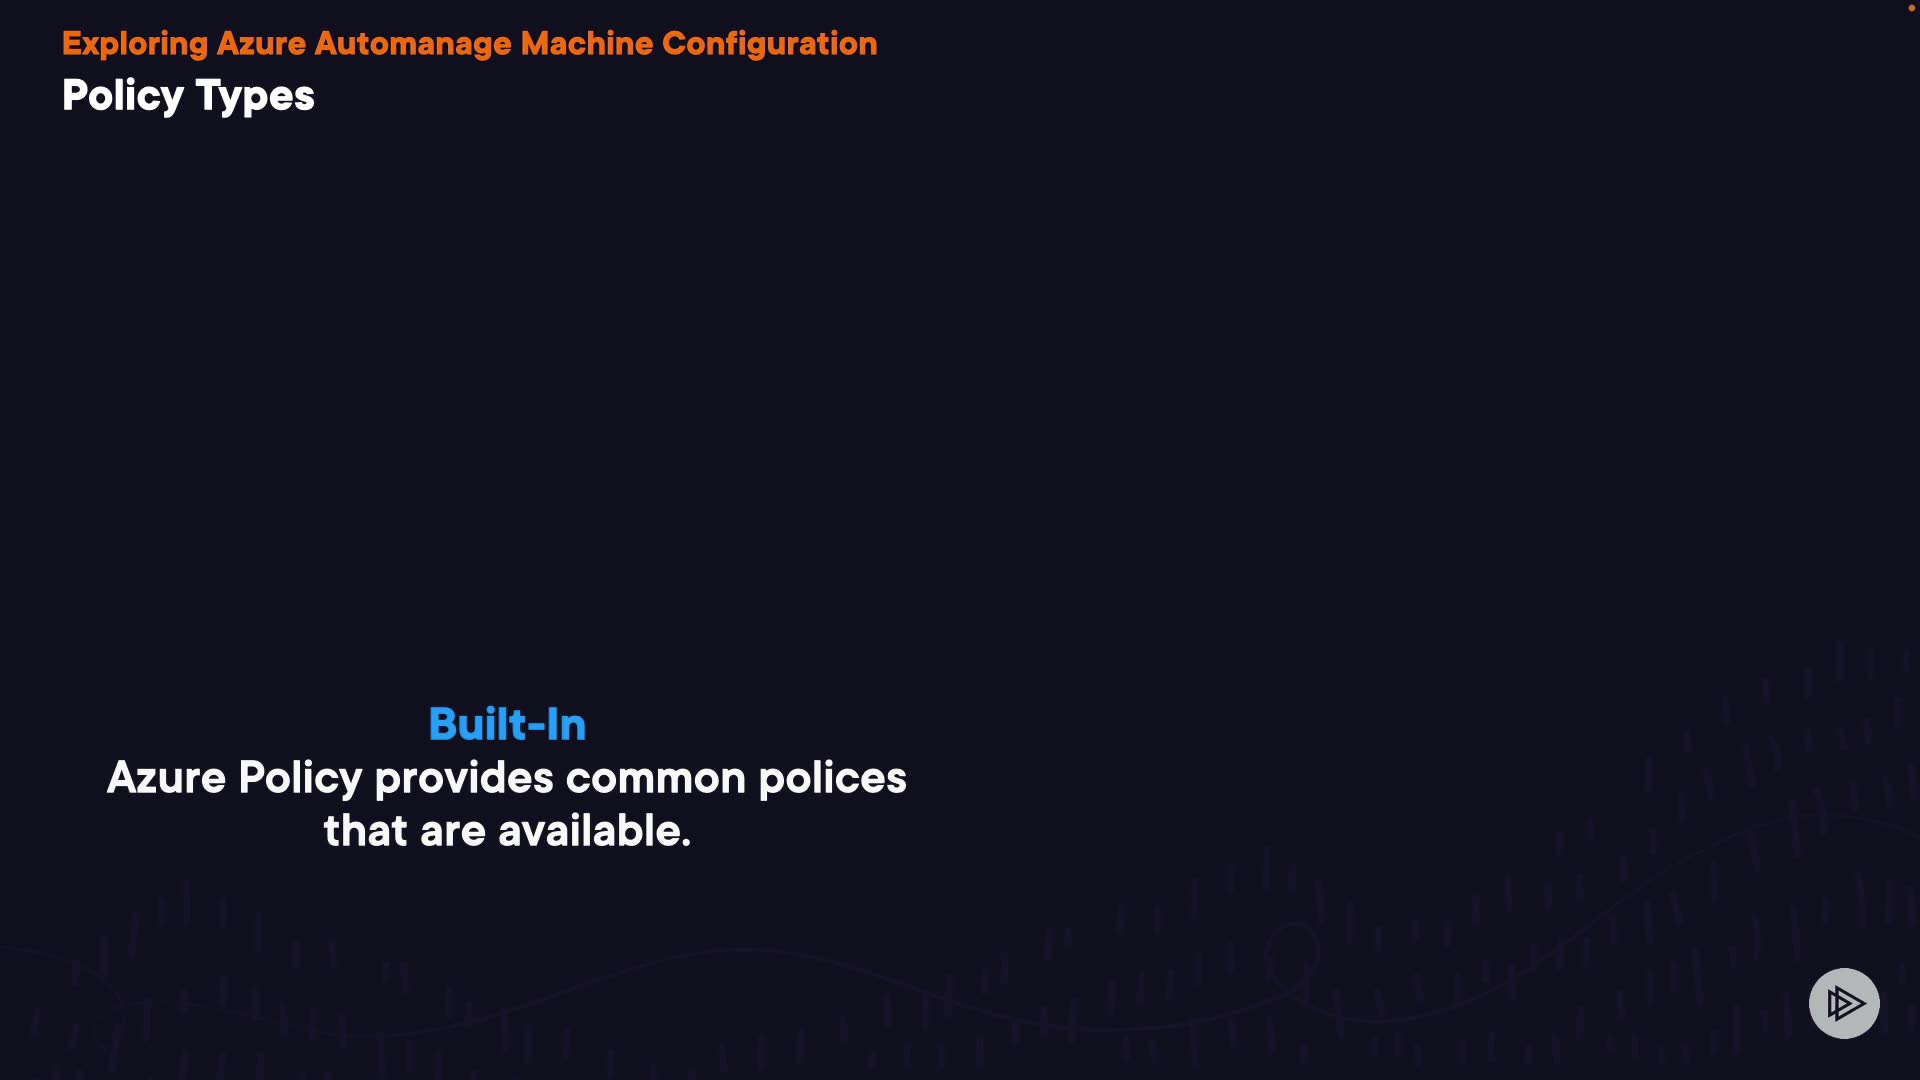 Exploring Azure Automanage Machine Configuration
Policy Types
Built-In
Azure Policy provides common polices
that are available.